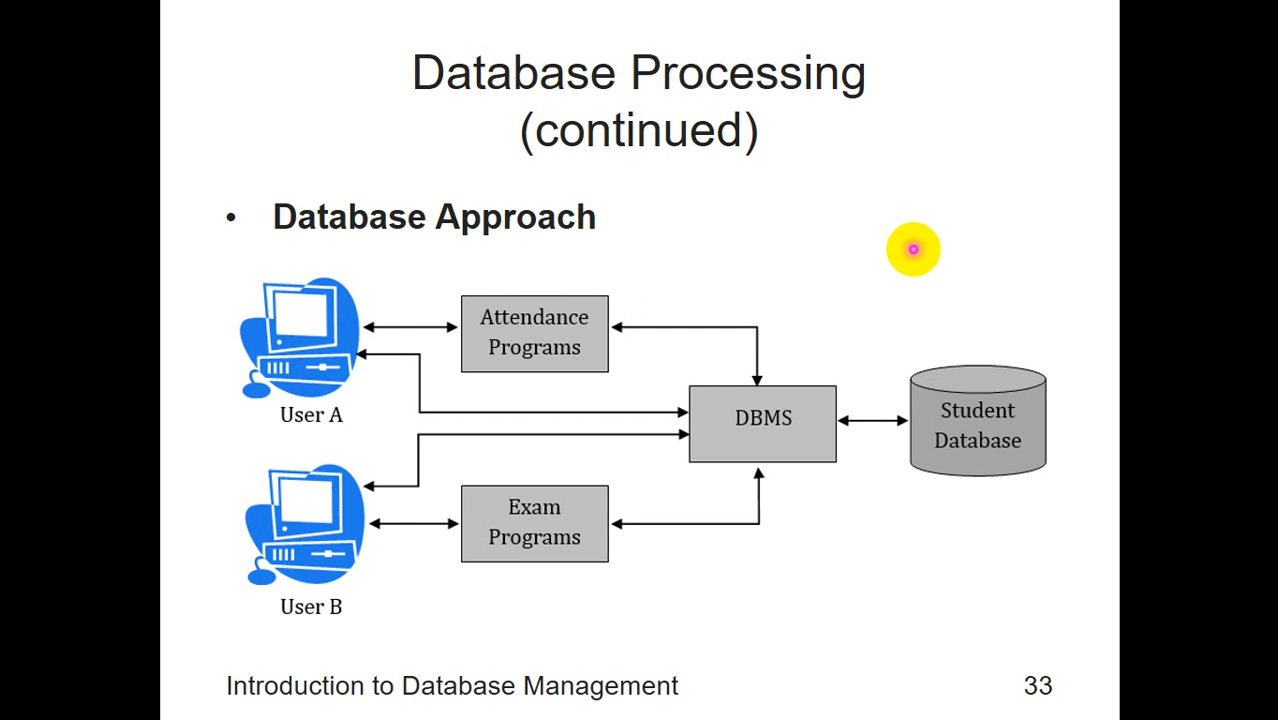 Database Processing
(continued)
• Database Approach
Attendance
Programs
User A
DBMS
Student
Database
Exam
Programs
User B
Introduction to Database Management
33